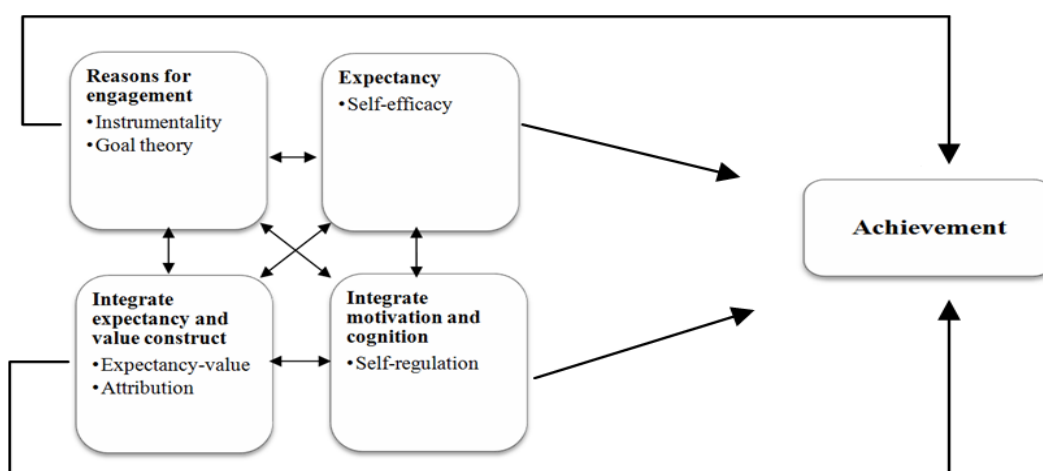 Reasons for
engagement
•Instrumentality
•Goal theory
Expectancy
•Self-efficacy
Integrate
expectancy and
value construct
•Expectancy-value
•Attribution
Integrate
motivation and
cognition
•Self-regulation
Achievement